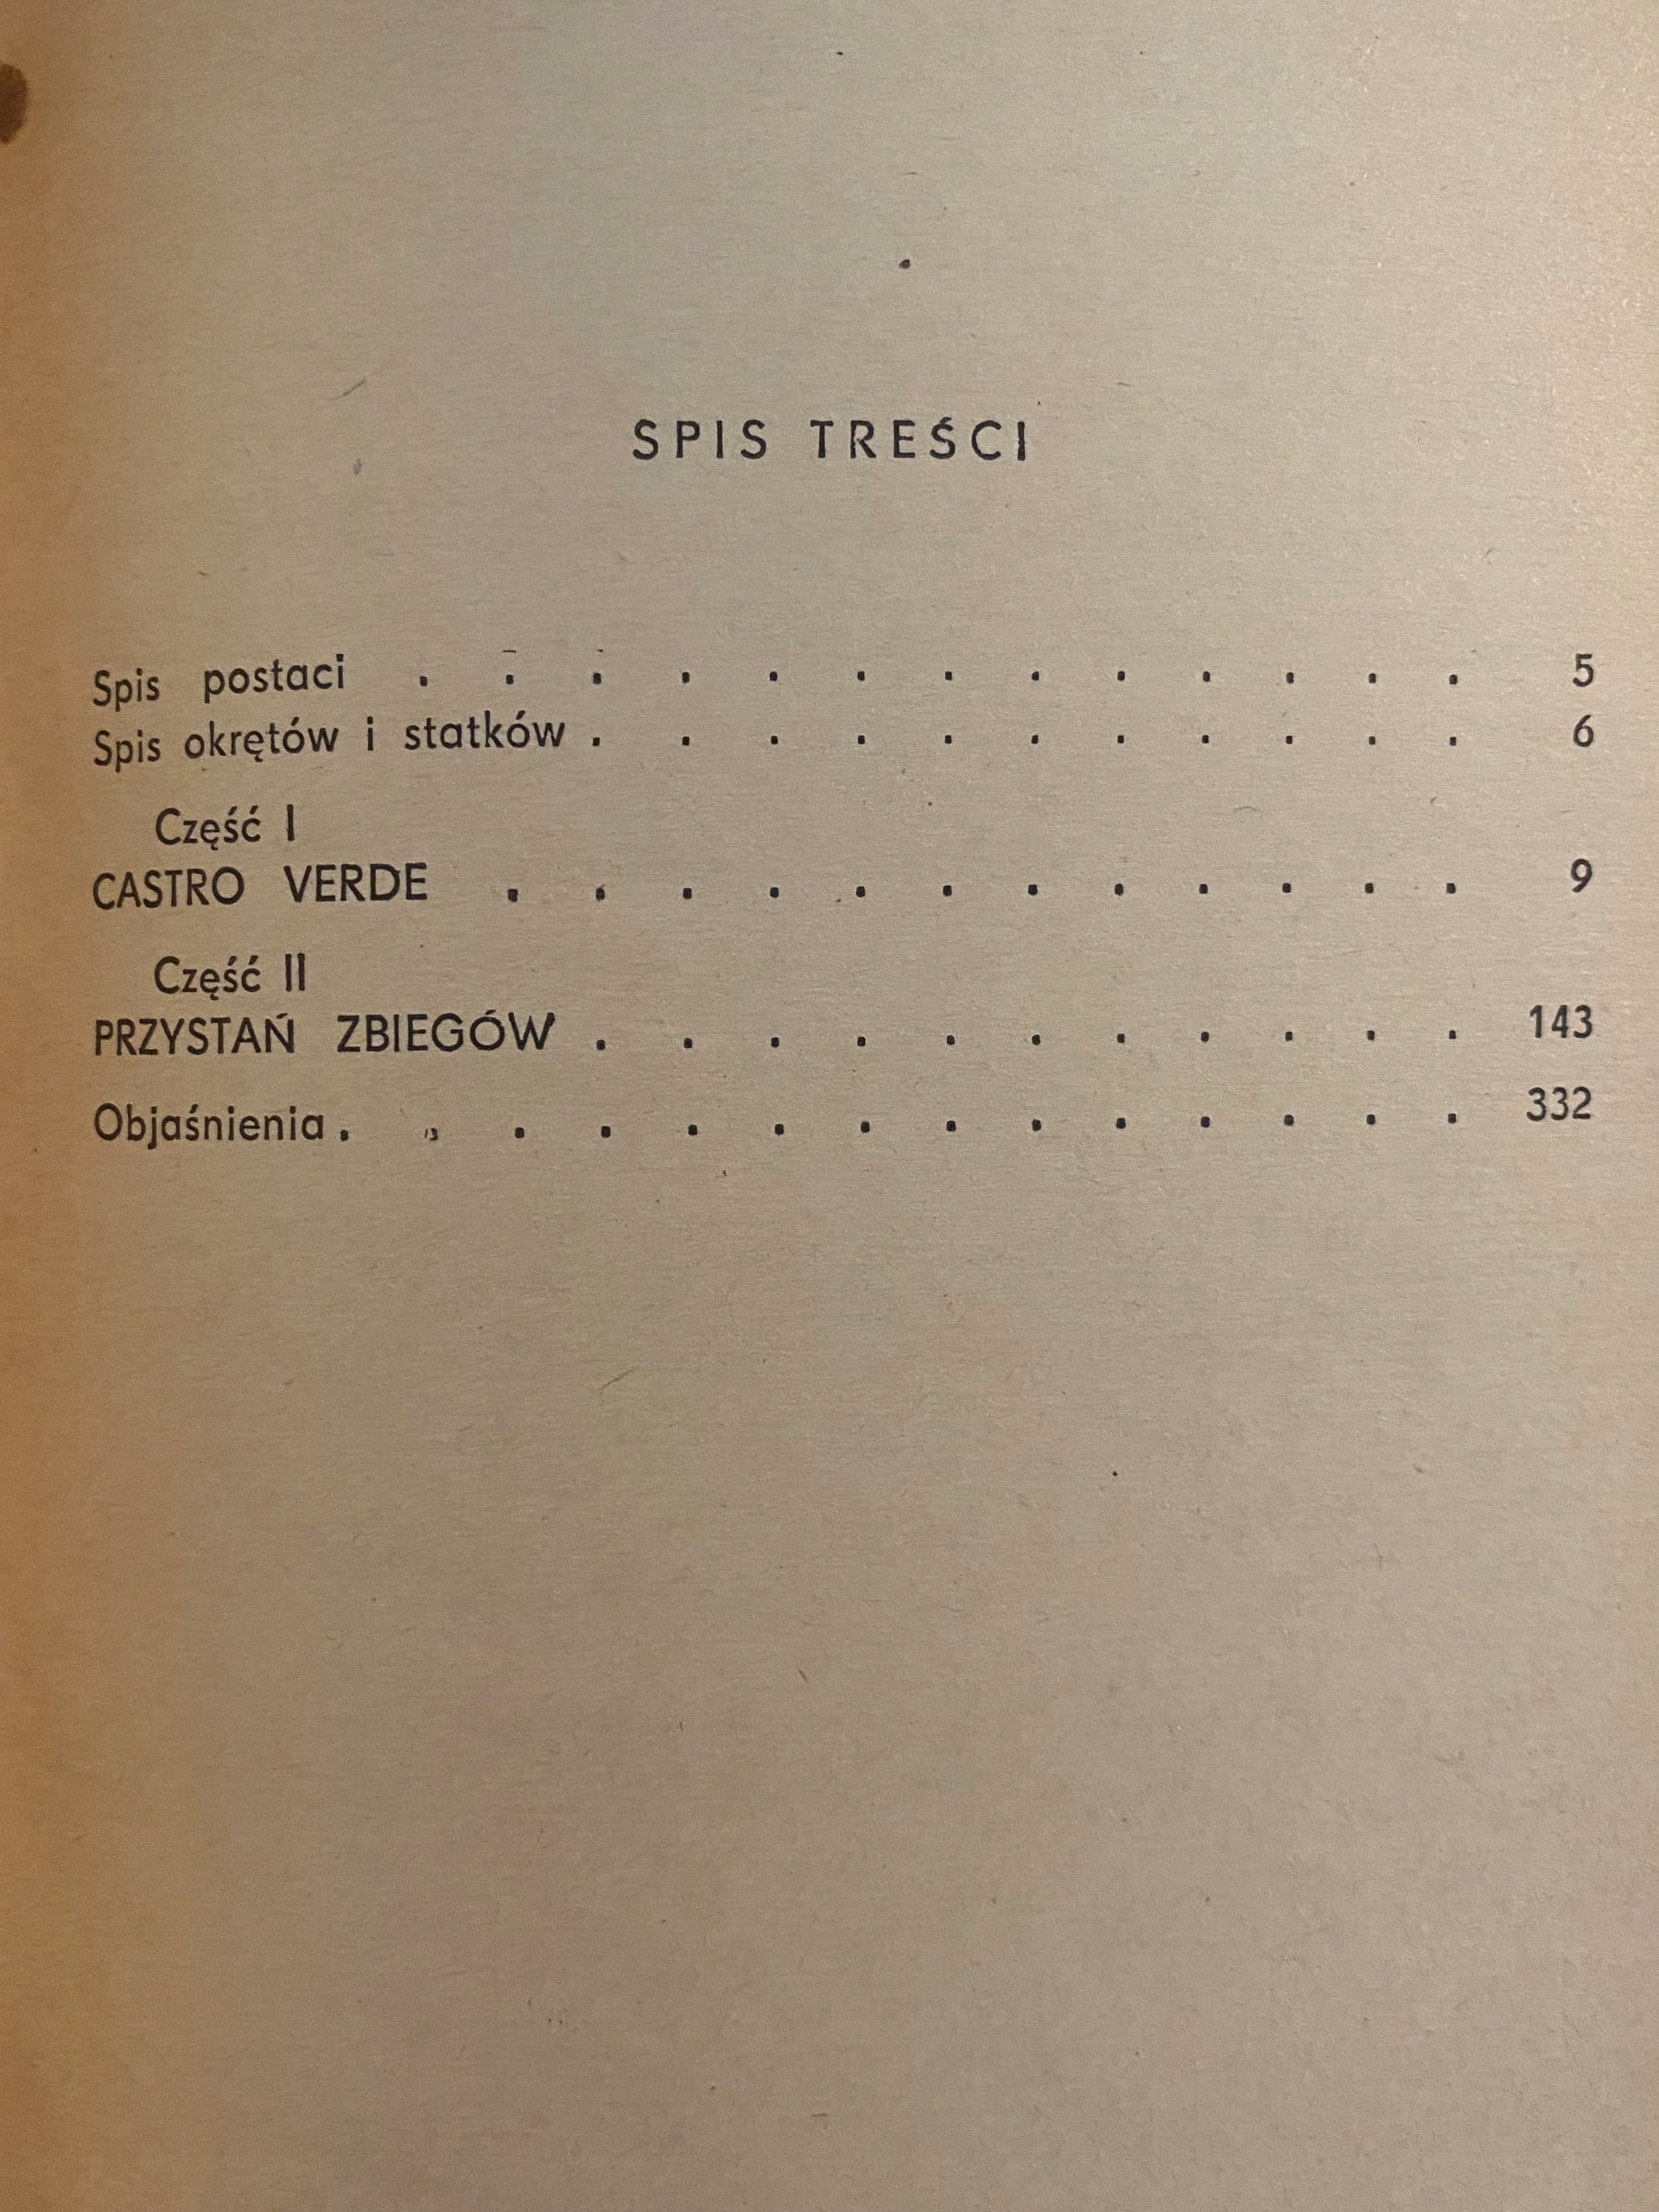 SPIS TREŚCI
Spis postaci . . . . . . . . . . . . . 5
Spis okrętów i statków . . . . . . . . . . . 6
Część I
CASTRO VERDE . . . . . . . . . . . . 9
Część II
PRZYSTAŃ ZBIEGÓW . . . . . . . . . . . 143
Objaśnienia . . . . . . . . . . . . . . 332